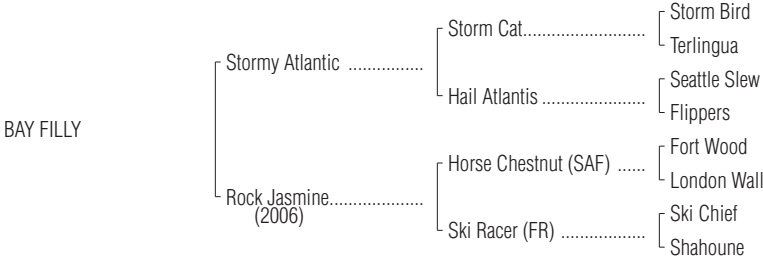 Storm Bird
Storm Cat..........................
Terlingua
Stormy Atlantic ................
Seattle Slew
Hail Atlantis ......................
Flippers
BAY FILLY
Fort Wood
Horse Chestnut (SAF) ......
London Wall
Rock Jasmine....................
(2006)
Ski Chief
Ski Racer (FR) ..................
Shahoune